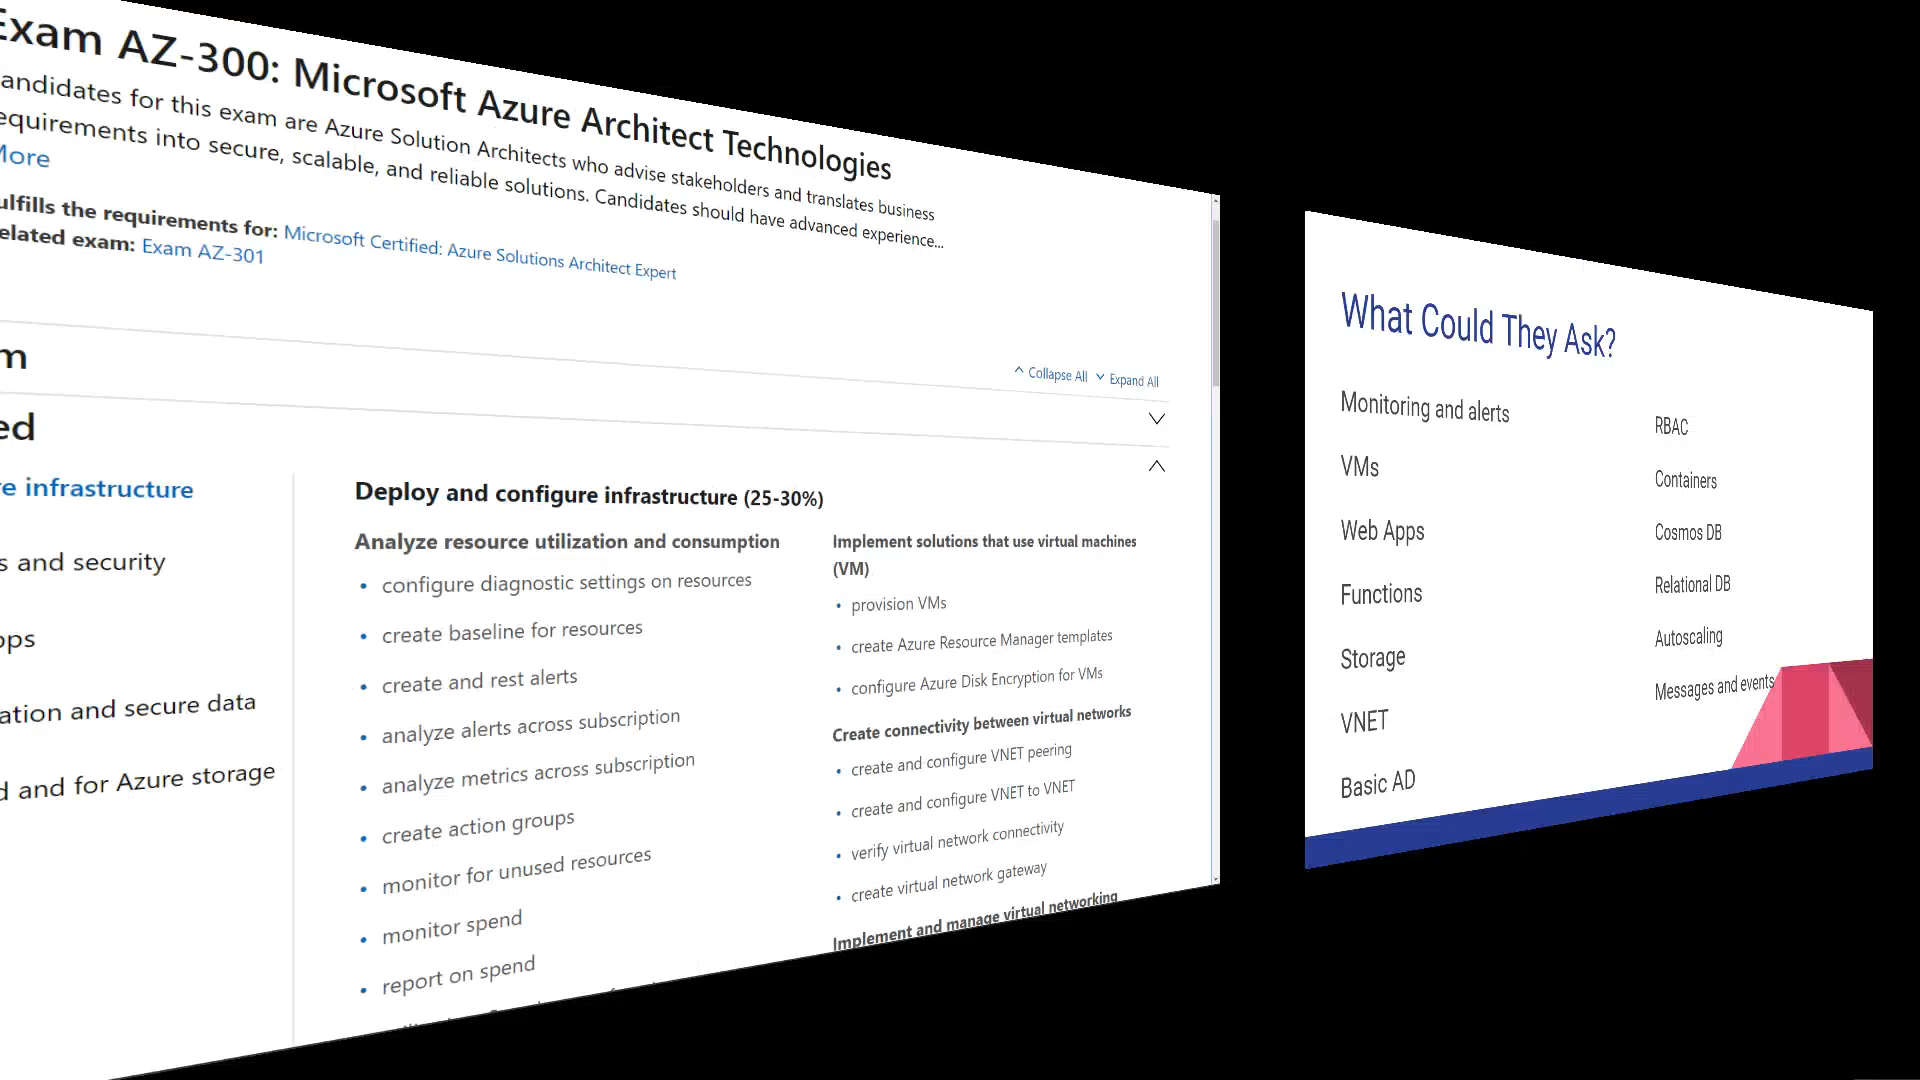 Exam AZ-300: Microsoft Azure Architect Technologies
andidates for this exam are Azure Solution Architects who advise stakeholders and translates business
equirements into secure, scalable, and reliable solutions. Candidates should have advanced experience...
More
ulfills the requirements for: Microsoft Certified: Azure Solutions Architect Expert
elated exam: Exam AZ-301
m
Collapse All Expand All
ed
e infrastructure
s and security
pps
ation and secure data
d and for Azure storage
Deploy and configure infrastructure (25-30%)
Analyze resource utilization and consumption
• configure diagnostic settings on resources
• create baseline for resources
• create and rest alerts
• analyze alerts across subscription
• analyze metrics across subscription
• create action groups
• monitor for unused resources
• monitor spend
• report on spend
Implement solutions that use virtual machines
(VM)
• provision VMs
• create Azure Resource Manager templates
• configure Azure Disk Encryption for VMs
Create connectivity between virtual networks
• create and configure VNET peering
• create and configure VNET to VNET
• verify virtual network connectivity
• create virtual network gateway
Implement and manage virtual networking
What Could They Ask?
Monitoring and alerts
VMs
Web Apps
Functions
Storage
VNET
Basic AD
RBAC
Containers
Cosmos DB
Relational DB
Autoscaling
Messages and events